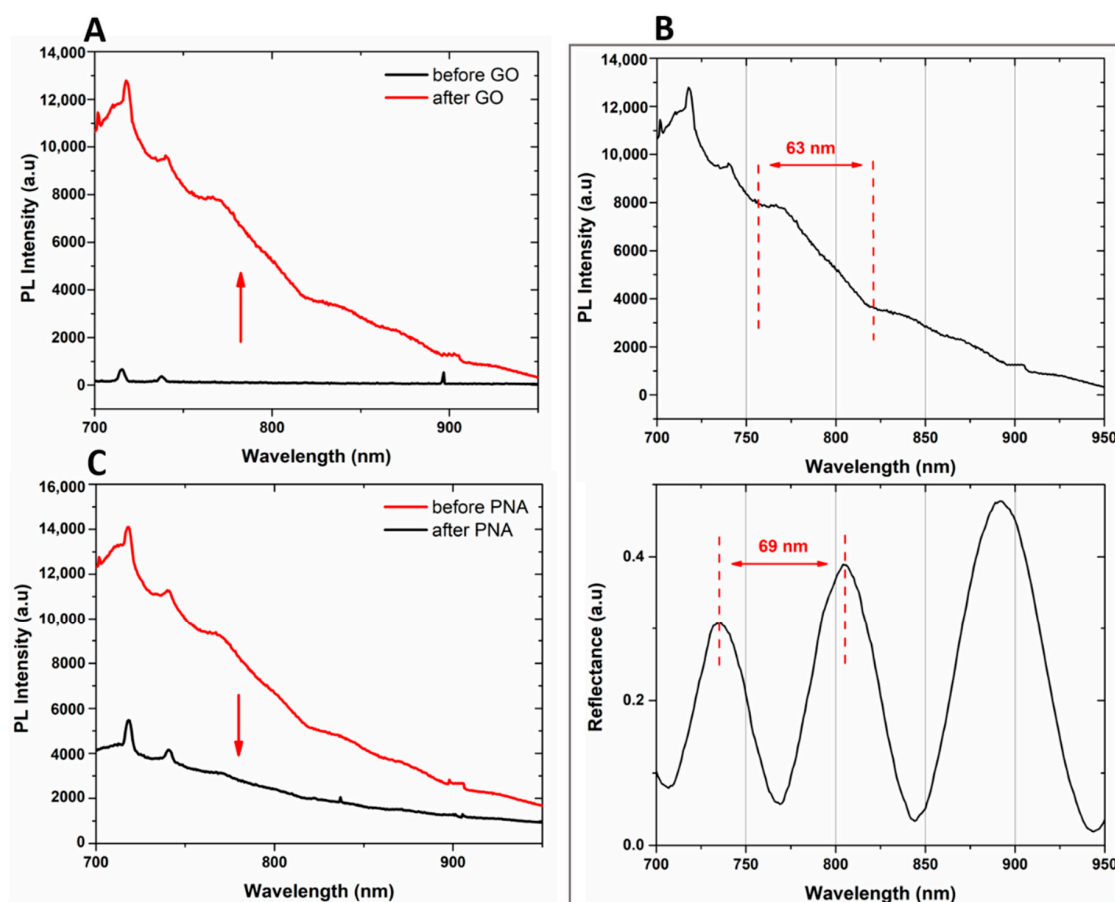 A
14,000
12,000
10,000
8000
6000
4000
2000
0
PL Intensity (a.u)
before GO
after GO
700
800
900
Wavelength (nm)
B
14,000
12,000
10,000
8000
6000
4000
2000
0
PL Intensity (a.u)
63 nm
700
750
800
850
900
950
Wavelength (nm)
C
16,000
14,000
12,000
10,000
8000
6000
4000
2000
0
PL Intensity (a.u)
before PNA
after PNA
700
800
900
Wavelength (nm)
0.4
0.2
0.0
Reflectance (a.u)
69 nm
700
750
800
850
900
950
Wavelength (nm)